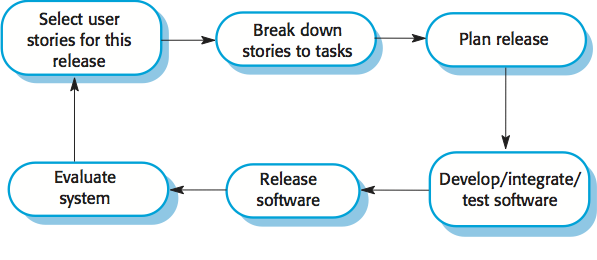 Select user
stories for this
release
Break down
stories to tasks
Plan release
Evaluate
system
Release
software
Develop/integrate/
test software